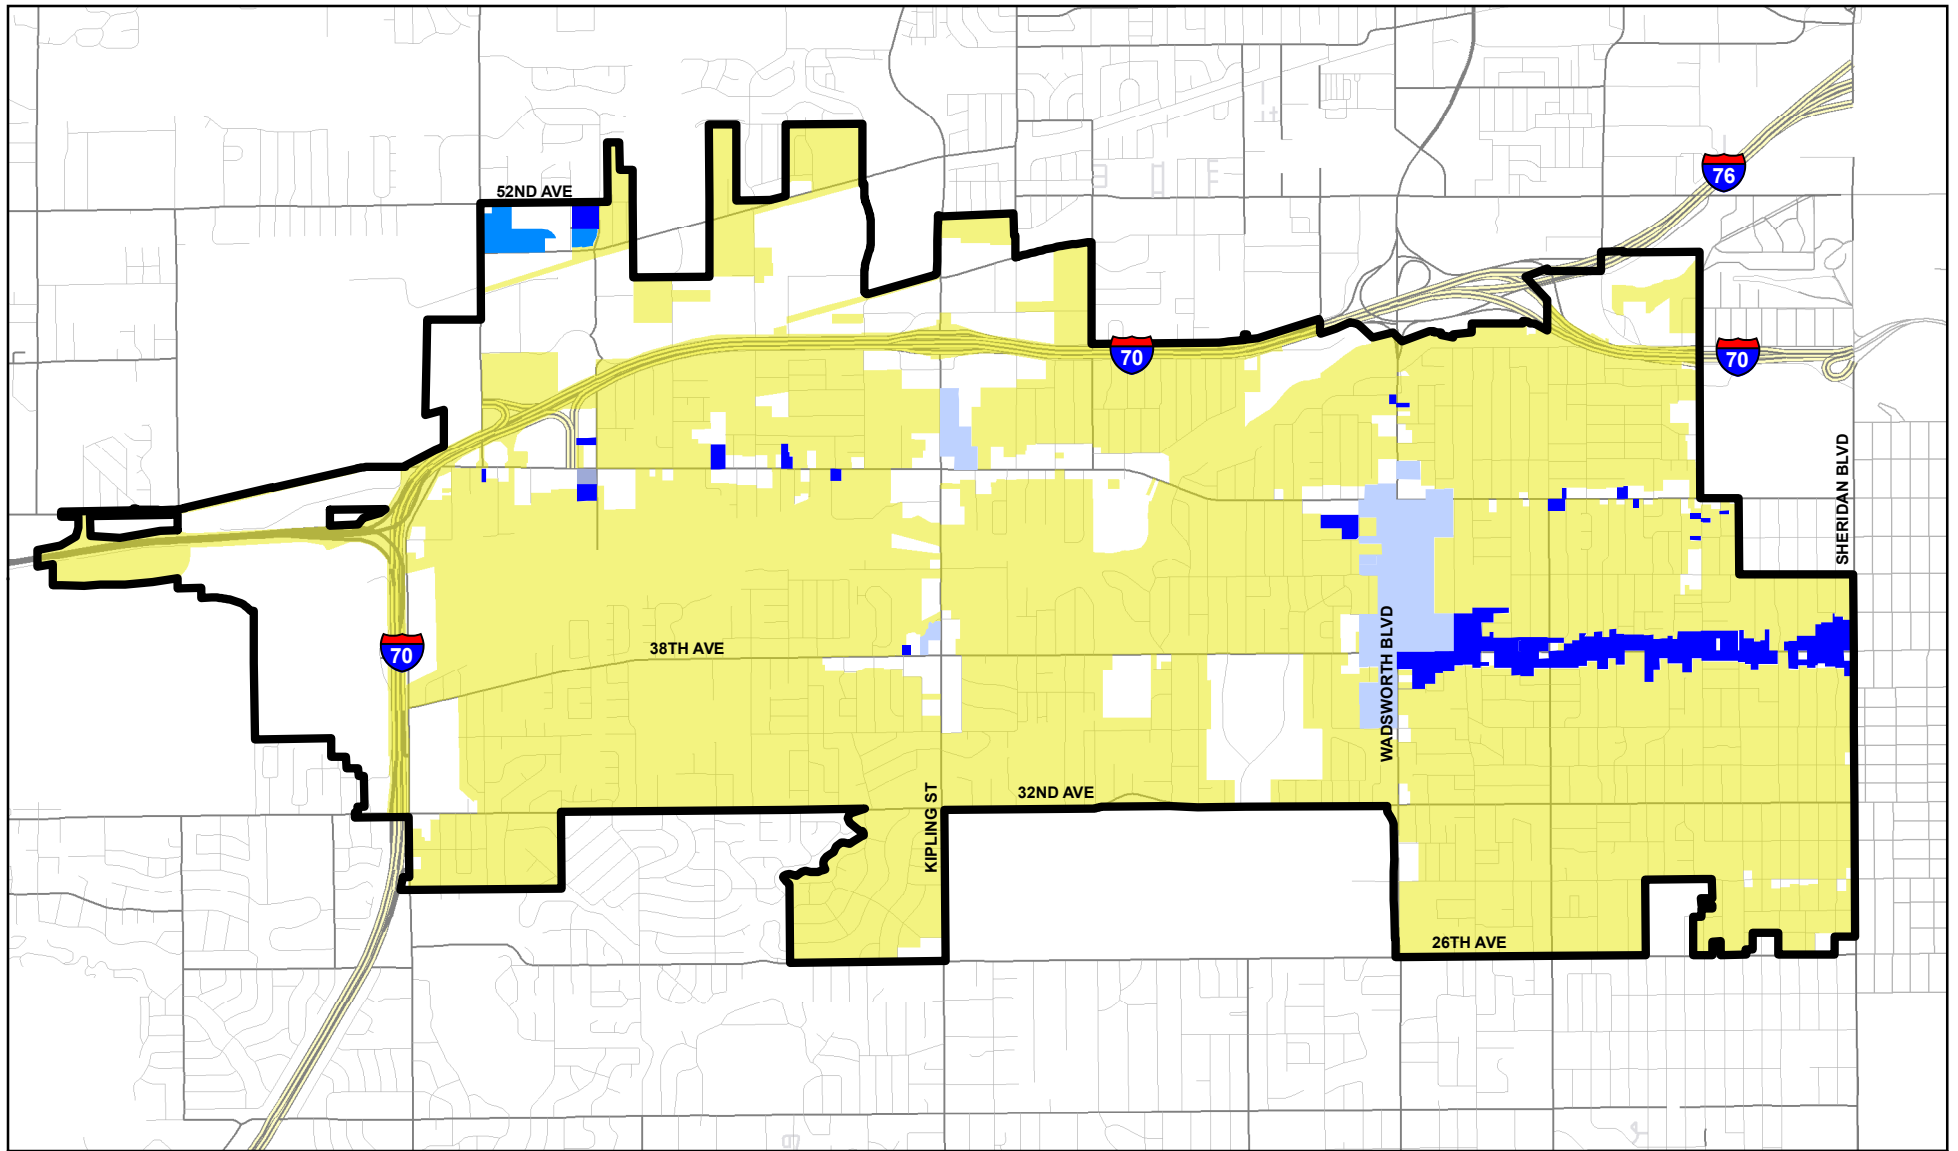 52ND AVE
76
70
70
SHERIDAN BLVD
38TH AVE
70
WADSWORTH BLVD
32ND AVE
KIPLING ST
26TH AVE